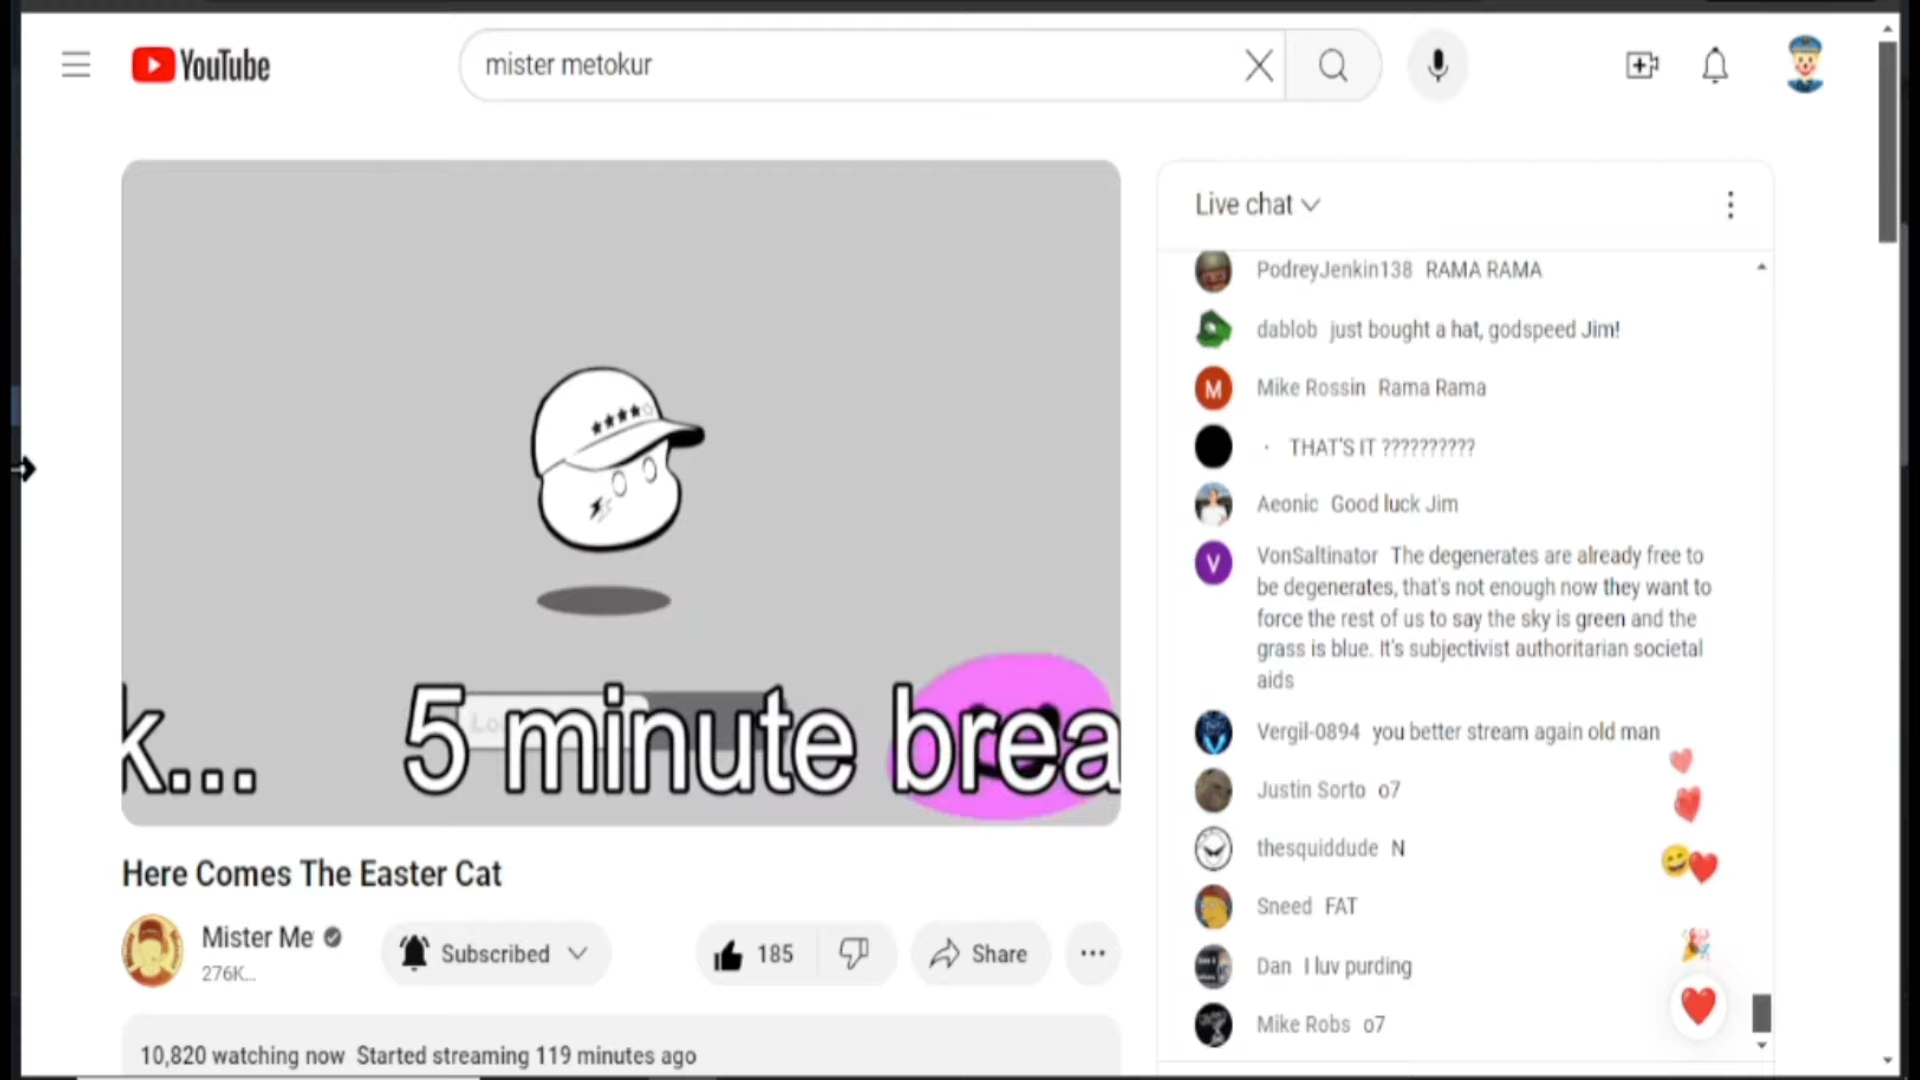 YouTube
mister metokur
Live chat
PodreyJenkin138 RAMA RAMA
dablob just bought a hat, godspeed Jim!
M Mike Rossin Rama Rama
· THAT'S IT ??????????
Aeonic Good luck Jim
V VonSaltinator The degenerates are already free to
be degenerates, that's not enough now they want to
force the rest of us to say the sky is green and the
grass is blue. It's subjectivist authoritarian societal
aids
Vergil-0894 you better stream again old man
Justin Sorto o7
thesquiddude N
Sneed FAT
Dan I luv purding
Mike Robs o7
k... 5 minute brea
Here Comes The Easter Cat
Mister Me
276K...
Subscribed
185
Share
10,820 watching now Started streaming 119 minutes ago